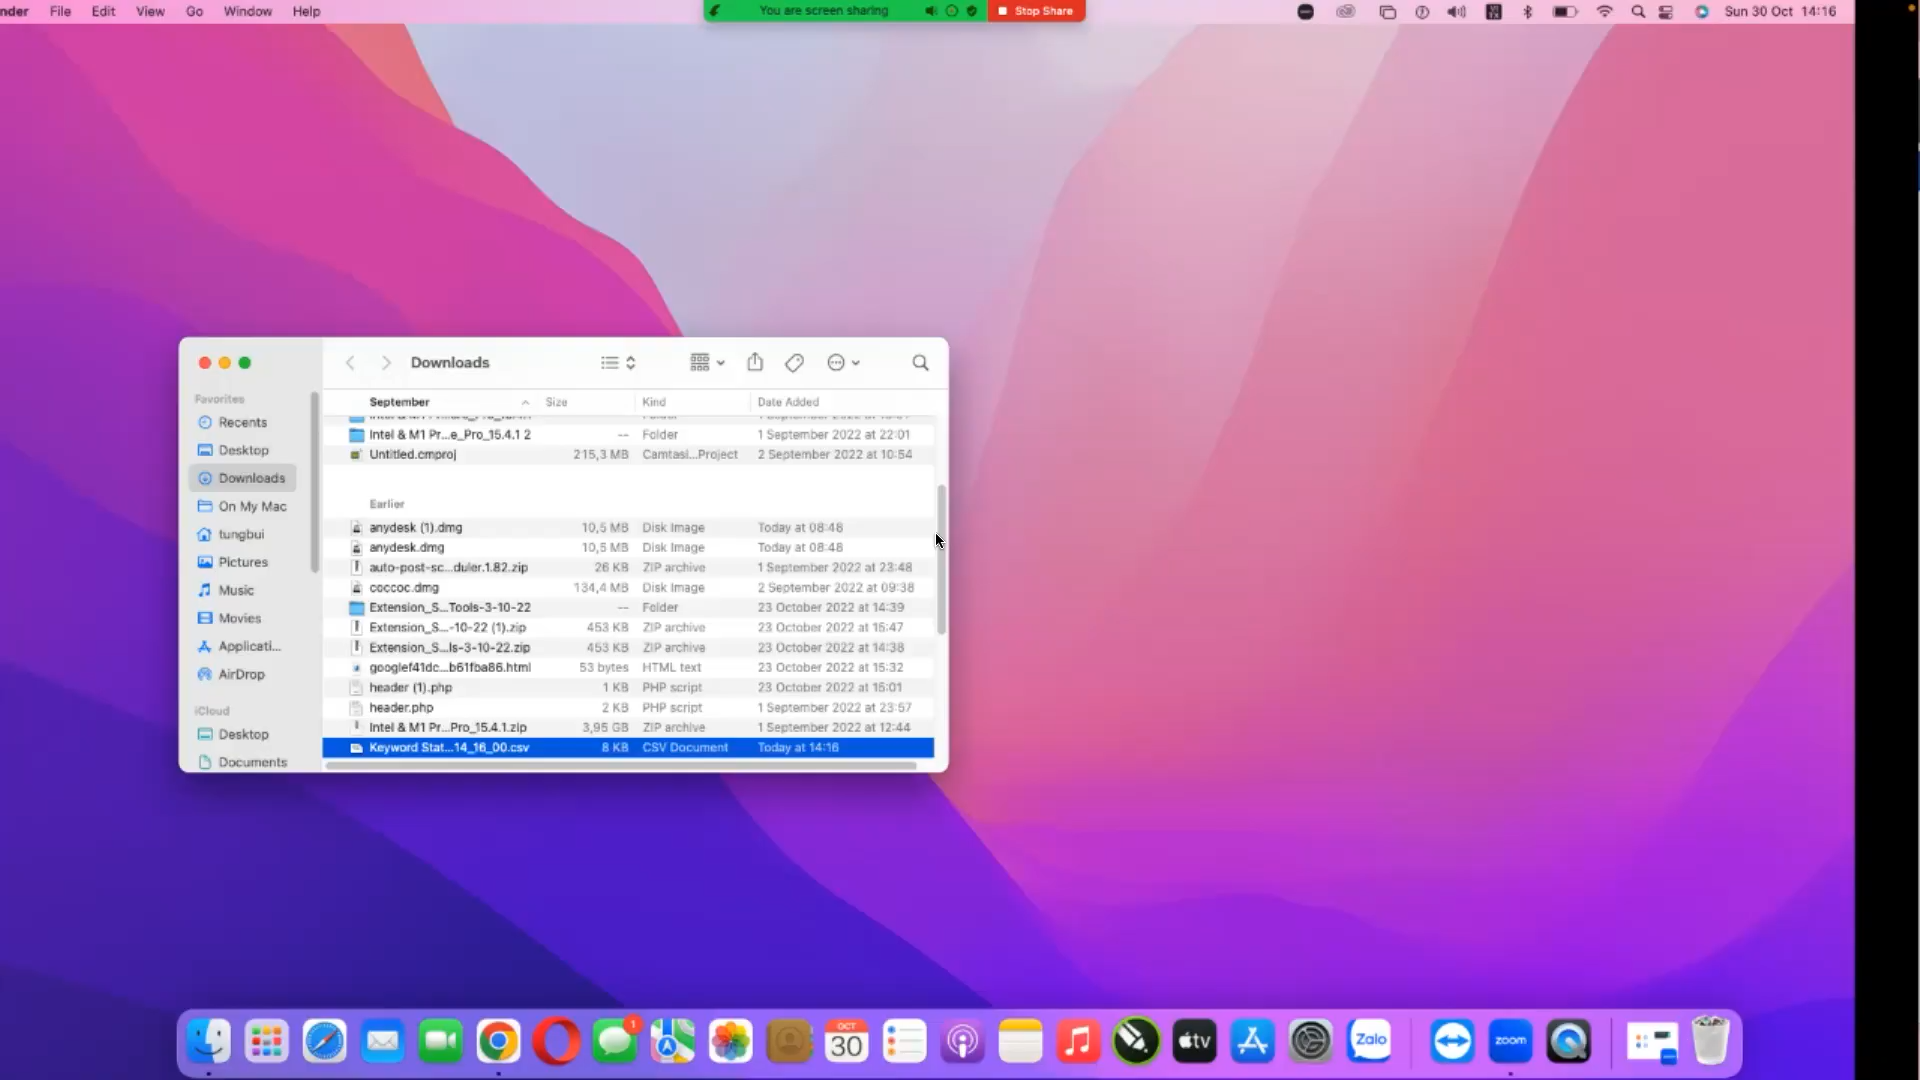 nder File Edit View Go Window Help
You are screen sharing
Stop Share
Sun 30 Oct 14:16
Downloads
Favorites
Recents
Desktop
Downloads
On My Mac
tungbui
Pictures
Music
Movies
Applicati...
AirDrop
iCloud
Desktop
Documents
September Size Kind Date Added
Intel & M1 Pr...e_Pro_15.4.1 2 -- Folder 1 September 2022 at 22:01
Untitled.cmproj 215,3 MB Camtasi...Project 2 September 2022 at 10:54
Earlier
anydesk (1).dmg 10,5 MB Disk Image Today at 08:48
anydesk.dmg 10,5 MB Disk Image Today at 08:48
auto-post-sc...duler.1.82.zip 26 KB ZIP archive 1 September 2022 at 23:48
coccoc.dmg 134,4 MB Disk Image 2 September 2022 at 09:38
Extension_S...Tools-3-10-22 -- Folder 23 October 2022 at 14:39
Extension_S...-10-22 (1).zip 453 KB ZIP archive 23 October 2022 at 15:47
Extension_S...ls-3-10-22.zip 453 KB ZIP archive 23 October 2022 at 14:38
googlef41dc...b61fba86.html 53 bytes HTML text 23 October 2022 at 15:32
header (1).php 1 KB PHP script 23 October 2022 at 15:01
header.php 2 KB PHP script 1 September 2022 at 23:57
Intel & M1 Pr...Pro_15.4.1.zip 3,95 GB ZIP archive 1 September 2022 at 12:44
Keyword Stat...14_16_00.csv 8 KB CSV Document Today at 14:16
1
OCT
30
tv
Zalo
zoom